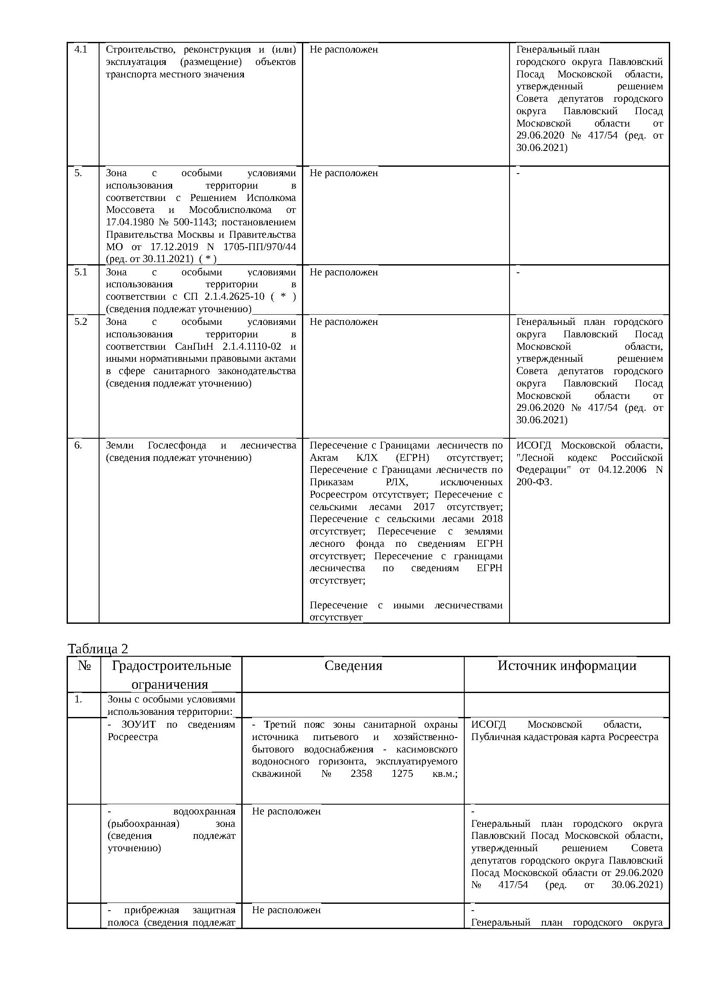 4.1
Строительство, реконструкция и (или)
эксплуатация (размещение) объектов
транспорта местного значения
Не расположен
Генеральный план
городского округа Павловский
Посад Московской области,
утвержденный решением
Совета депутатов городского
округа Павловский Посад
Московской области от
29.06.2020 № 417/54 (ред. от
30.06.2021)
5.
Зона с особыми условиями
использования территории в
соответствии с Решением Исполкома
Моссовета и Мособлисполкома от
17.04.1980 № 500-1143; постановлением
Правительства Москвы и Правительства
МО от 17.12.2019 N 1705-ПП/970/44
(ред. от 30.11.2021) ( * )
Не расположен
-
5.1
Зона с особыми условиями
использования территории в
соответствии с СП 2.1.4.2625-10 ( * )
(сведения подлежат уточнению)
Не расположен
-
5.2
Зона с особыми условиями
использования территории в
соответствии СанПиН 2.1.4.1110-02 и
иными нормативными правовыми актами
в сфере санитарного законодательства
(сведения подлежат уточнению)
Не расположен
Генеральный план городского
округа Павловский Посад
Московской области,
утвержденный решением
Совета депутатов городского
округа Павловский Посад
Московской области от
29.06.2020 № 417/54 (ред. от
30.06.2021)
6.
Земли Гослесфонда и лесничества
(сведения подлежат уточнению)
Пересечение с Границами лесничеств по
Актам КЛХ (ЕГРН) отсутствует;
Пересечение с Границами лесничеств по
Приказам РЛХ, исключенных
Росреестром отсутствует; Пересечение с
сельскими лесами 2017 отсутствует;
Пересечение с сельскими лесами 2018
отсутствует; Пересечение с землями
лесного фонда по сведениям ЕГРН
отсутствует; Пересечение с границами
лесничества по сведениям ЕГРН
отсутствует;
Пересечение с иными лесничествами
отсутствует
ИСОГД Московской области,
"Лесной кодекс Российской
Федерации" от 04.12.2006 N
200-ФЗ.
Таблица 2
№
Градостроительные
ограничения
Сведения
Источник информации
1.
Зоны с особыми условиями
использования территории:
- ЗОУИТ по сведениям
Росреестра
- Третий пояс зоны санитарной охраны
источника питьевого и хозяйственно-
бытового водоснабжения - касимовского
водоносного горизонта, эксплуатируемого
скважиной № 2358 1275 кв.м.;
ИСОГД Московской области,
Публичная кадастровая карта Росреестра
- водоохранная
(рыбоохранная) зона
(сведения подлежат
уточнению)
Не расположен
-
Генеральный план городского округа
Павловский Посад Московской области,
утвержденный решением Совета
депутатов городского округа Павловский
Посад Московской области от 29.06.2020
№ 417/54 (ред. от 30.06.2021)
- прибрежная защитная
полоса (сведения подлежат
Не расположен
-
Генеральный план городского округа